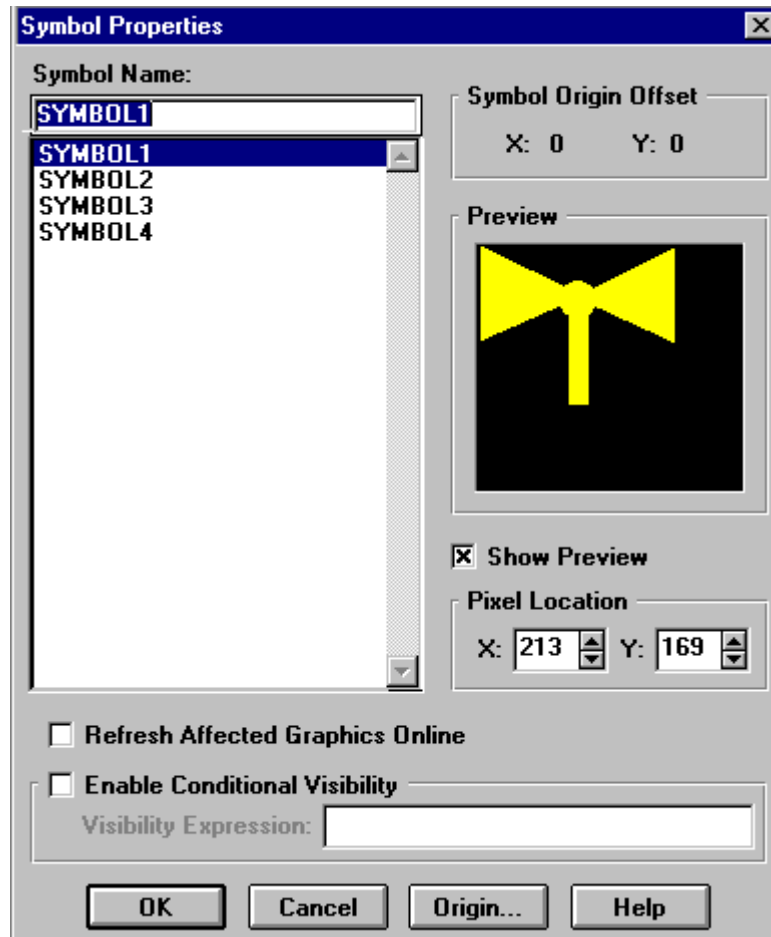 Symbol Properties
Symbol Name:
SYMBOL1
SYMBOL1
SYMBOL2
SYMBOL3
SYMBOL4
Symbol Origin Offset
X: 0 Y: 0
Preview
Show Preview
Pixel Location
X: 213 Y: 169
Refresh Affected Graphics Online
Enable Conditional Visibility
Visibility Expression:
OK Cancel Origin... Help